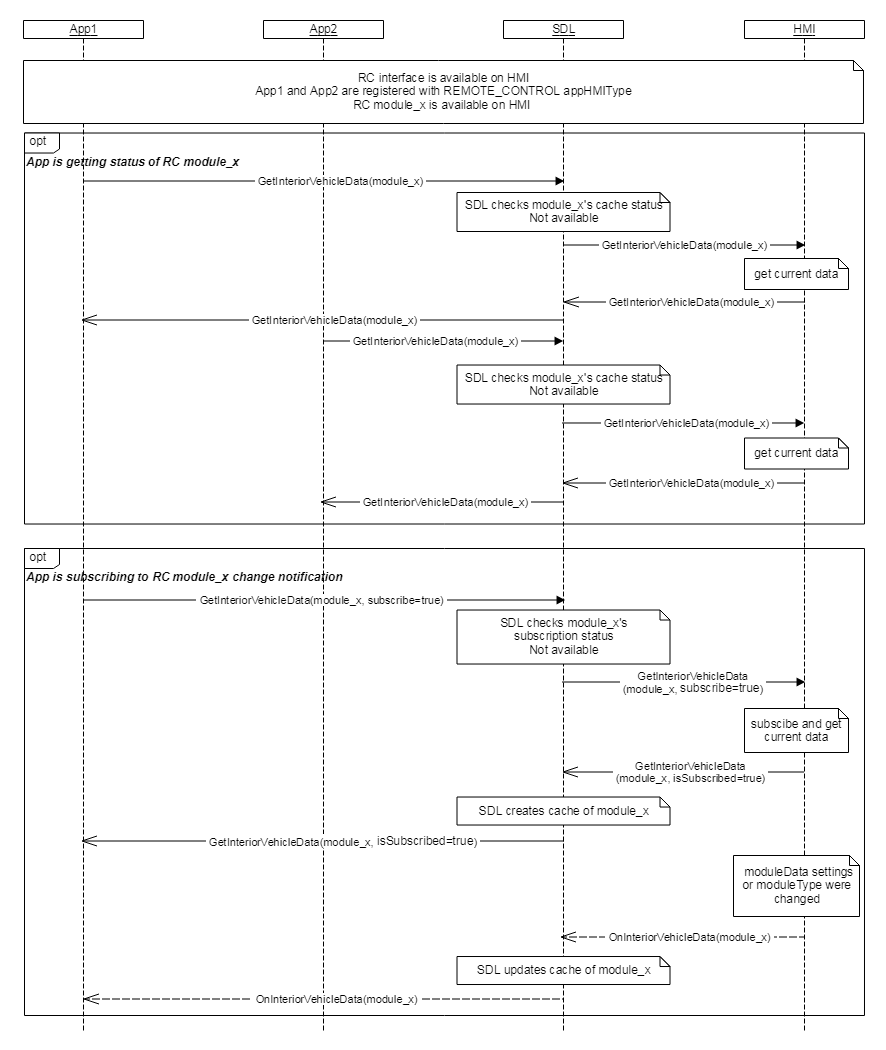 App1
App2
SDL
HMI
RC interface is available on HMI
App1 and App2 are registered with REMOTE_CONTROL appHMIType
RC module_x is available on HMI
opt
App is getting status of RC module_x
GetInteriorVehicleData(module_x)
SDL checks module_x's cache status
Not available
GetInteriorVehicleData(module_x)
get current data
GetInteriorVehicleData(module_x)
GetInteriorVehicleData(module_x)
GetInteriorVehicleData(module_x)
SDL checks module_x's cache status
Not available
GetInteriorVehicleData(module_x)
get current data
GetInteriorVehicleData(module_x)
GetInteriorVehicleData(module_x)
opt
App is subscribing to RC module_x change notification
GetInteriorVehicleData(module_x, subscribe=true)
SDL checks module_x's
subscription status
Not available
GetInteriorVehicleData
(module_x, subscribe=true)
subscibe and get
current data
GetInteriorVehicleData
(module_x, isSubscribed=true)
SDL creates cache of module_x
GetInteriorVehicleData(module_x, isSubscribed=true)
moduleData settings
or moduleType were
changed
OnInteriorVehicleData(module_x)
SDL updates cache of module_x
OnInteriorVehicleData(module_x)